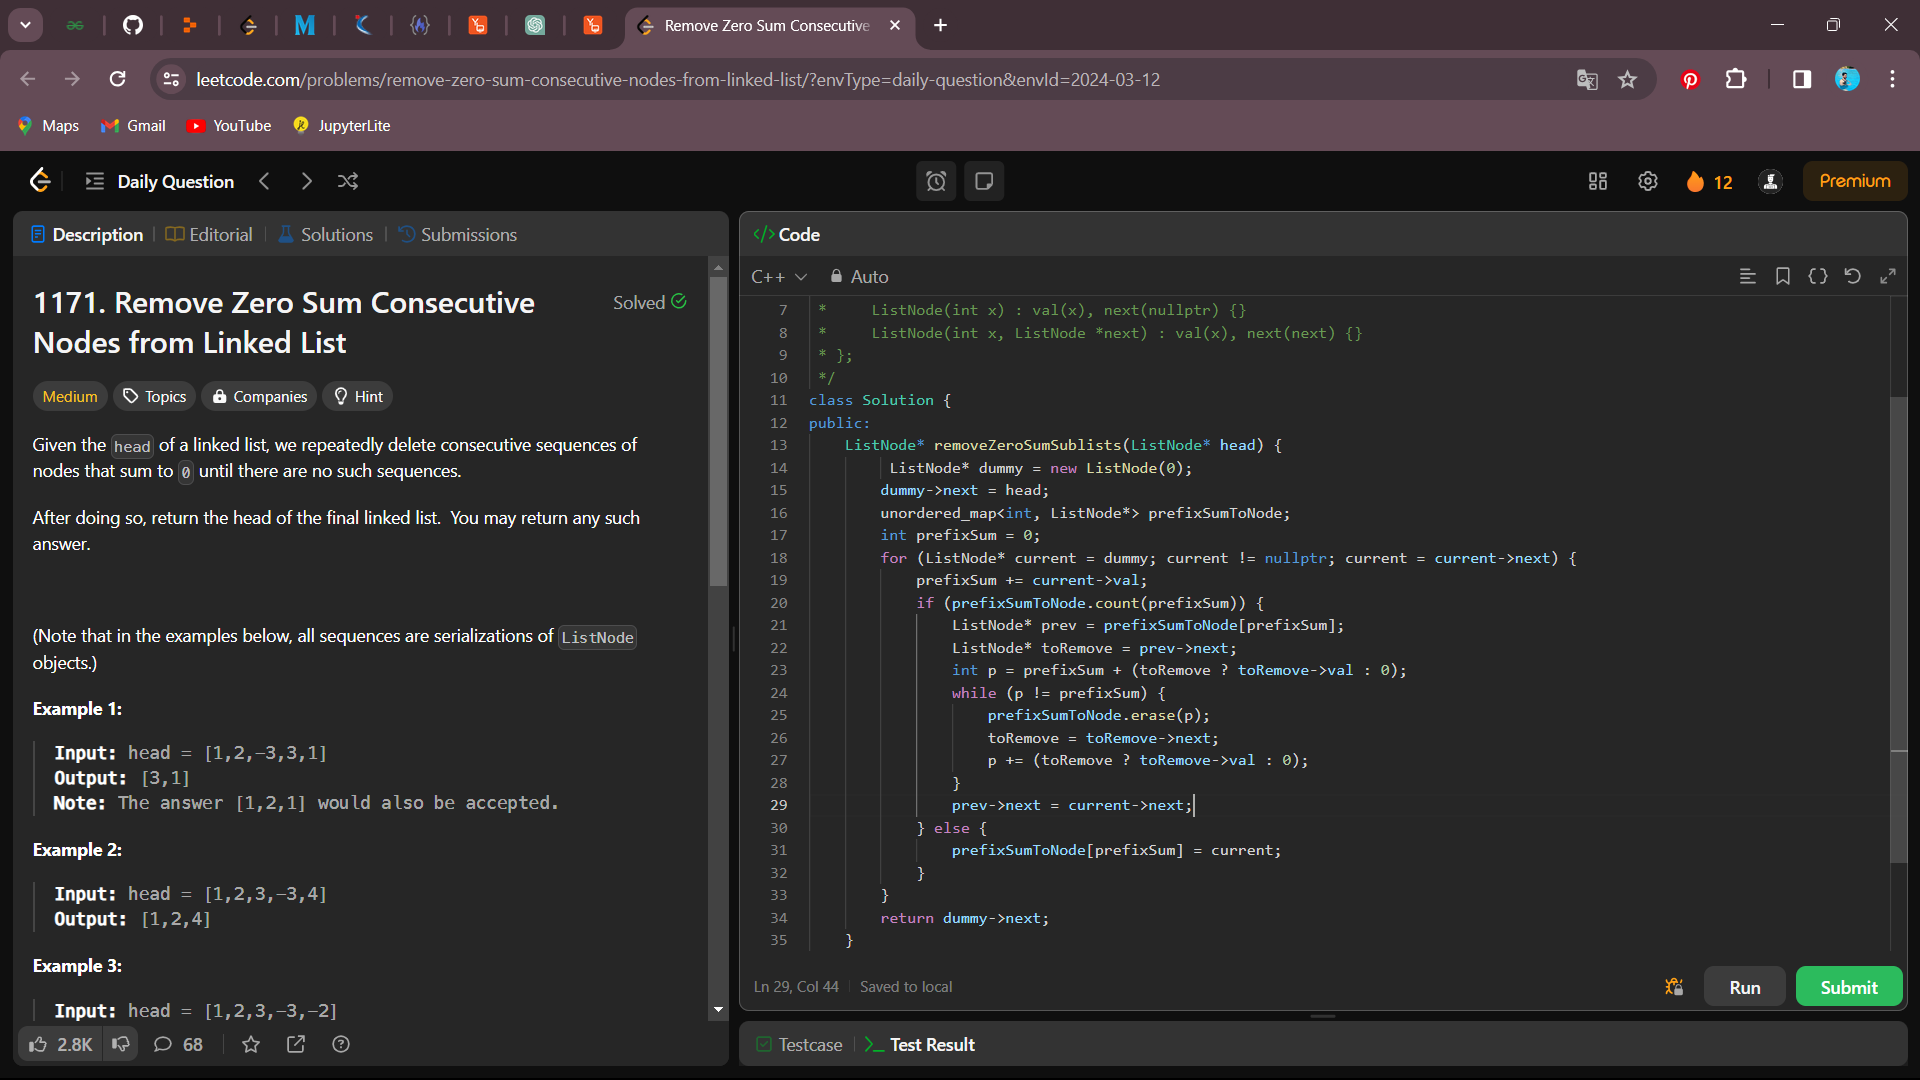 Remove Zero Sum Consecutive
leetcode.com/problems/remove-zero-sum-consecutive-nodes-from-linked-list/?envType=daily-question&envId=2024-03-12
Maps
Gmail
YouTube
JupyterLite
Daily Question
12
Premium
Description
Editorial
Solutions
Submissions
1171. Remove Zero Sum Consecutive
Nodes from Linked List
Solved
Medium
Topics
Companies
Hint
Given the head of a linked list, we repeatedly delete consecutive sequences of
nodes that sum to 0 until there are no such sequences.
After doing so, return the head of the final linked list. You may return any such
answer.
(Note that in the examples below, all sequences are serializations of ListNode
objects.)
Example 1:
Input: head = [1,2,-3,3,1]
Output: [3,1]
Note: The answer [1,2,1] would also be accepted.
Example 2:
Input: head = [1,2,3,-3,4]
Output: [1,2,4]
Example 3:
Input: head = [1,2,3,-3,-2]
2.8K
68
</> Code
C++
Auto
7 *     ListNode(int x) : val(x), next(nullptr) {}
8 *     ListNode(int x, ListNode *next) : val(x), next(next) {}
9 * };
10 */
11 class Solution {
12 public:
13     ListNode* removeZeroSumSublists(ListNode* head) {
14          ListNode* dummy = new ListNode(0);
15         dummy->next = head;
16         unordered_map<int, ListNode*> prefixSumToNode;
17         int prefixSum = 0;
18         for (ListNode* current = dummy; current != nullptr; current = current->next) {
19             prefixSum += current->val;
20             if (prefixSumToNode.count(prefixSum)) {
21                 ListNode* prev = prefixSumToNode[prefixSum];
22                 ListNode* toRemove = prev->next;
23                 int p = prefixSum + (toRemove ? toRemove->val : 0);
24                 while (p != prefixSum) {
25                     prefixSumToNode.erase(p);
26                     toRemove = toRemove->next;
27                     p += (toRemove ? toRemove->val : 0);
28                 }
29                 prev->next = current->next;
30             } else {
31                 prefixSumToNode[prefixSum] = current;
32             }
33         }
34         return dummy->next;
35     }
Ln 29, Col 44
Saved to local
Run
Submit
Testcase
Test Result